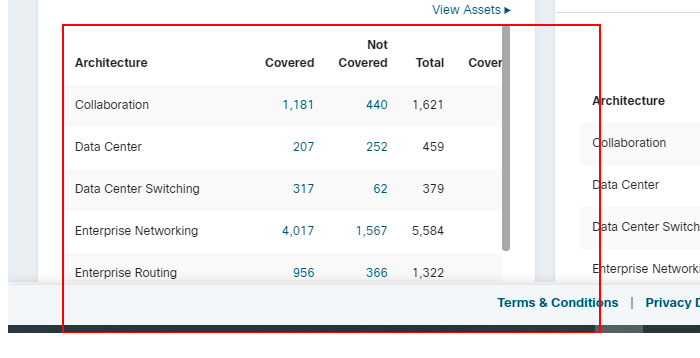 View Assets ▶
Not
Architecture Covered Covered Total Cover
Collaboration 1,181 440 1,621
Data Center 207 252 459
Data Center Switching 317 62 379
Enterprise Networking 4,017 1,567 5,584
Enterprise Routing 956 366 1,322
Architecture
Collaboration
Data Center
Data Center Switch
Enterprise Network
Terms & Conditions | Privacy